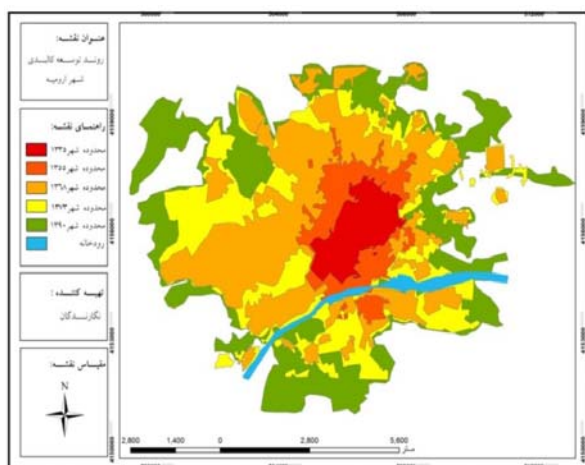 عنوان نقشه:
روند توسعه کالبدی
شهر ارومیه
راهنمای نقشه:
محدوده شهر ۱۳۳۵
محدوده شهر ۱۳۵۵
محدوده شهر ۱۳۶۸
محدوده شهر ۱۳۷۳
محدوده شهر ۱۳۹۰
رودخانه
تهیه کننده:
نگارندگان
مقیاس نقشه:
N
2,800 1,400 0 2,800 5,600
متر